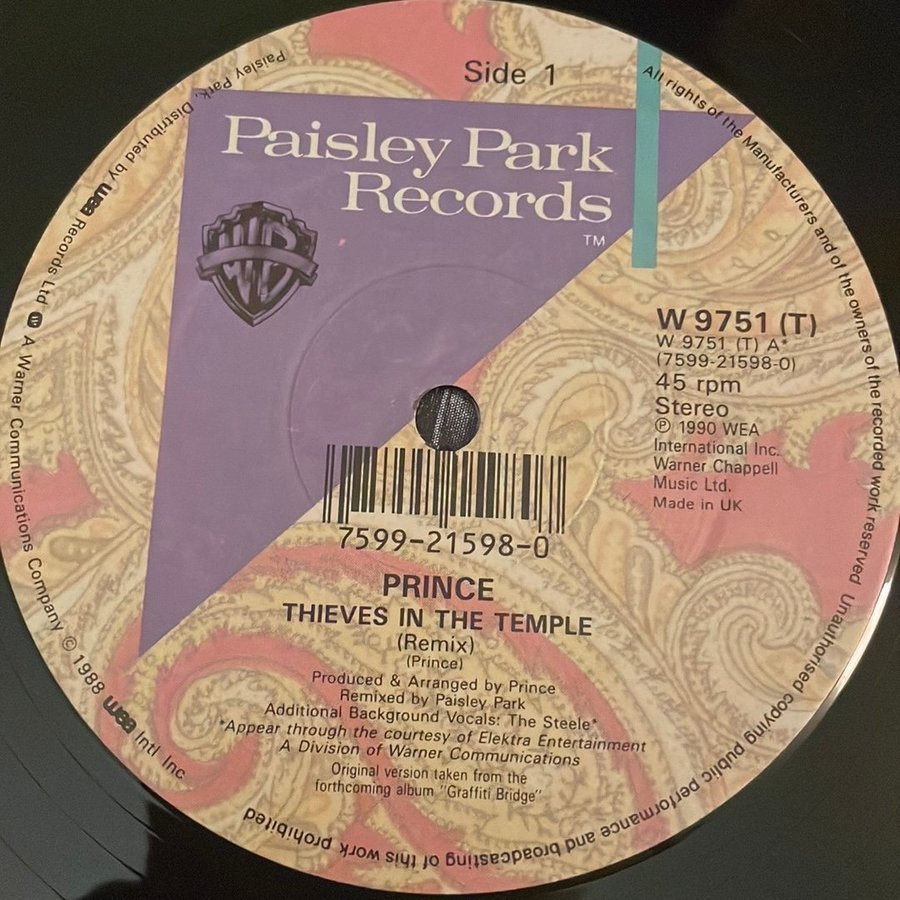 Side 1
Paisley Park
Records
TM
WB
W 9751 (T)
W 9751 (T) A*
(7599-21598-0)
45 rpm
Stereo
℗ 1990 WEA
International Inc.
Warner Chappell
Music Ltd.
Made in UK
7599-21598-0
PRINCE
THIEVES IN THE TEMPLE
(Remix)
(Prince)
Produced & Arranged by Prince
Remixed by Paisley Park
Additional Background Vocals: The Steele*
*Appear through the courtesy of Elektra Entertainment
A Division of Warner Communications
Original version taken from the
forthcoming album "Graffiti Bridge"
All rights of the Manufacturers and of the owners of the recorded work reserved Unauthorised copying public performance and broadcasting of this work prohibited
Paisley Park, Distributed by wea Records Ltd A Warner Communications Company © 1988 wea Intl Inc